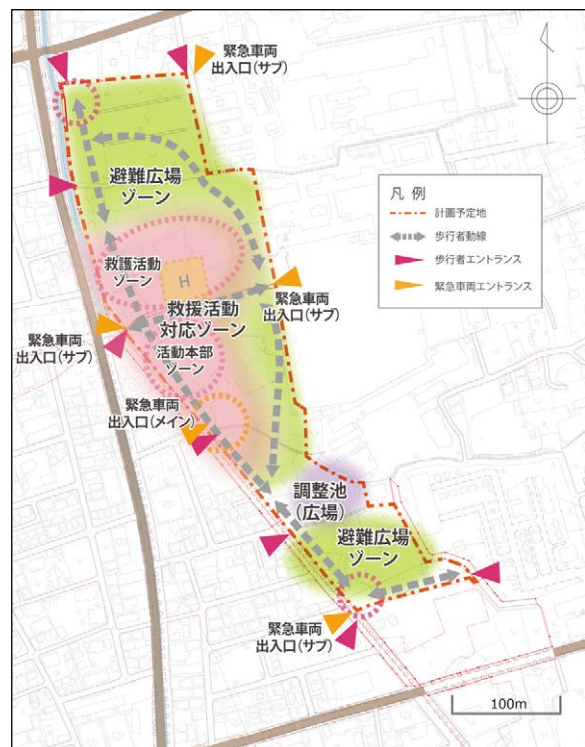 緊急車両
出入口(サブ)
避難広場
ゾーン
凡 例
計画予定地
歩行者動線
歩行者エントランス
緊急車両エントランス
救護活動
ゾーン
H
救援活動
対応ゾーン
緊急車両
出入口(サブ)
緊急車両
出入口(サブ)
活動本部
ゾーン
緊急車両
出入口(メイン)
調整池
(広場)
避難広場
ゾーン
緊急車両
出入口(サブ)
100m